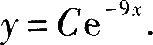 y = Ce⁻⁹ˣ.